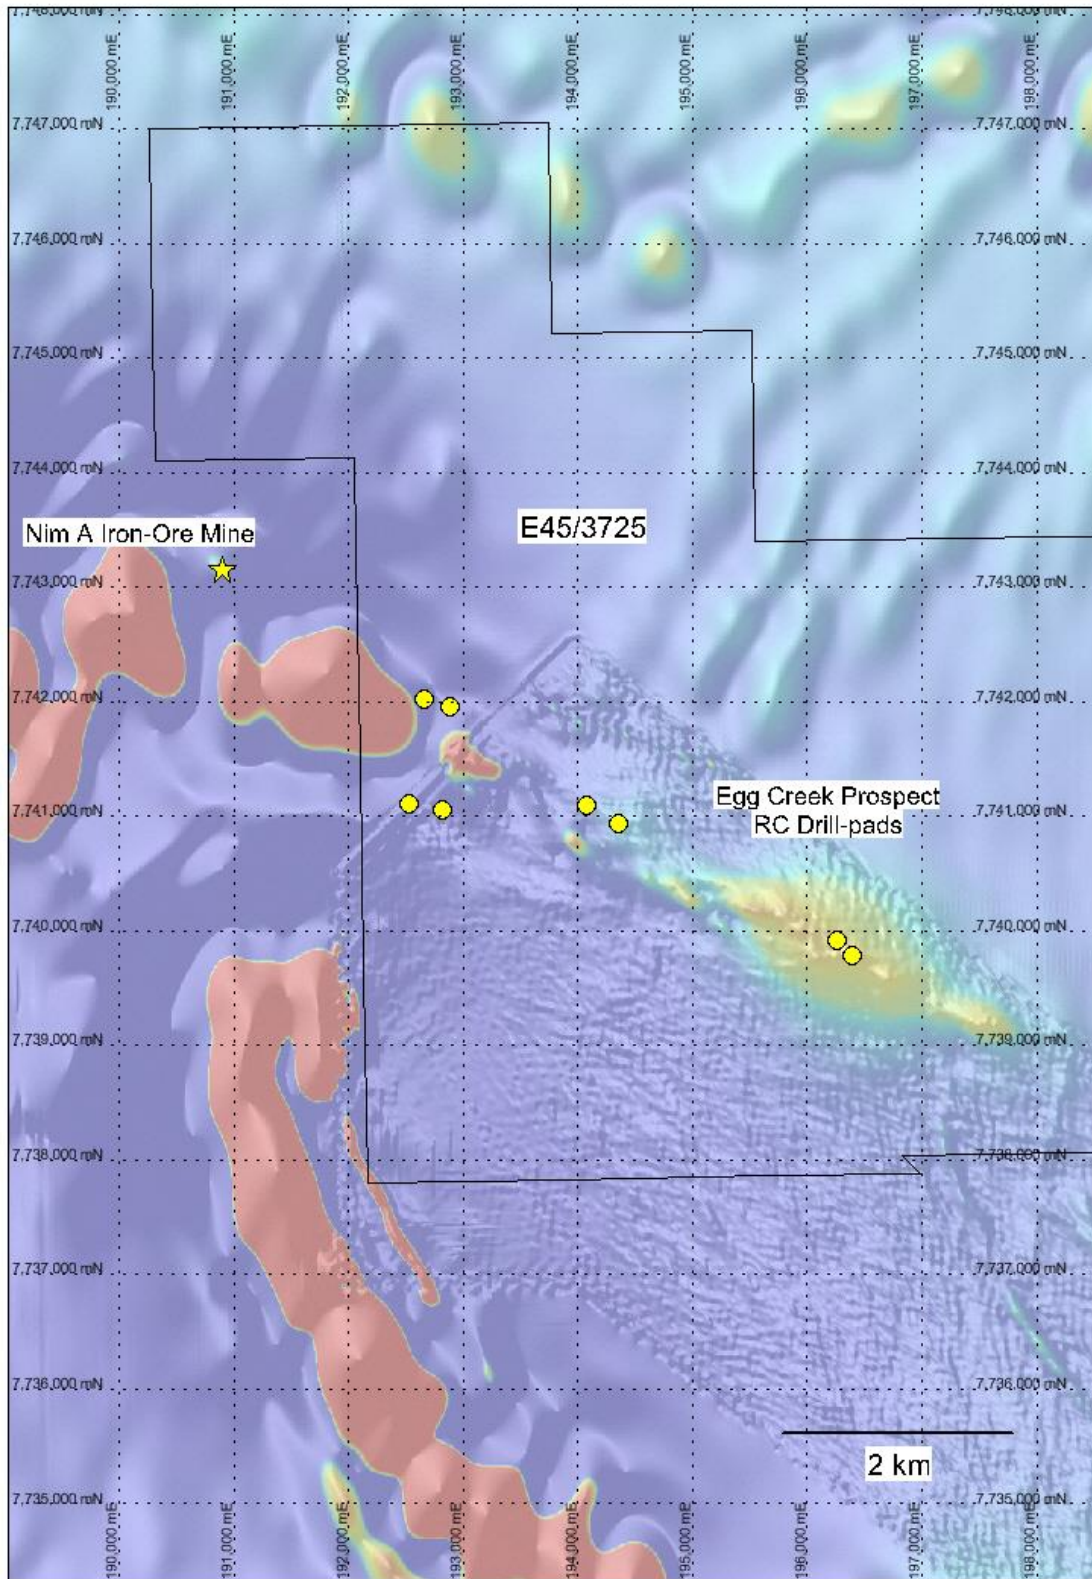 7,748,000 mN
7,748,000 mN
190,000 mE
191,000 mE
192,000 mE
193,000 mE
194,000 mE
195,000 mE
196,000 mE
197,000 mE
198,000 mE
7,747,000 mN
7,747,000 mN
7,746,000 mN
7,746,000 mN
7,745,000 mN
7,745,000 mN
7,744,000 mN
7,744,000 mN
E45/3725
Nim A Iron-Ore Mine
7,743,000 mN
7,743,000 mN
7,742,000 mN
7,742,000 mN
Egg Creek Prospect
RC Drill-pads
7,741,000 mN
7,741,000 mN
7,740,000 mN
7,740,000 mN
7,739,000 mN
7,739,000 mN
7,738,000 mN
7,738,000 mN
7,737,000 mN
7,737,000 mN
7,736,000 mN
7,736,000 mN
2 km
7,735,000 mN
7,735,000 mN
190,000 mE
191,000 mE
192,000 mE
193,000 mE
194,000 mE
195,000 mE
196,000 mE
197,000 mE
198,000 mE